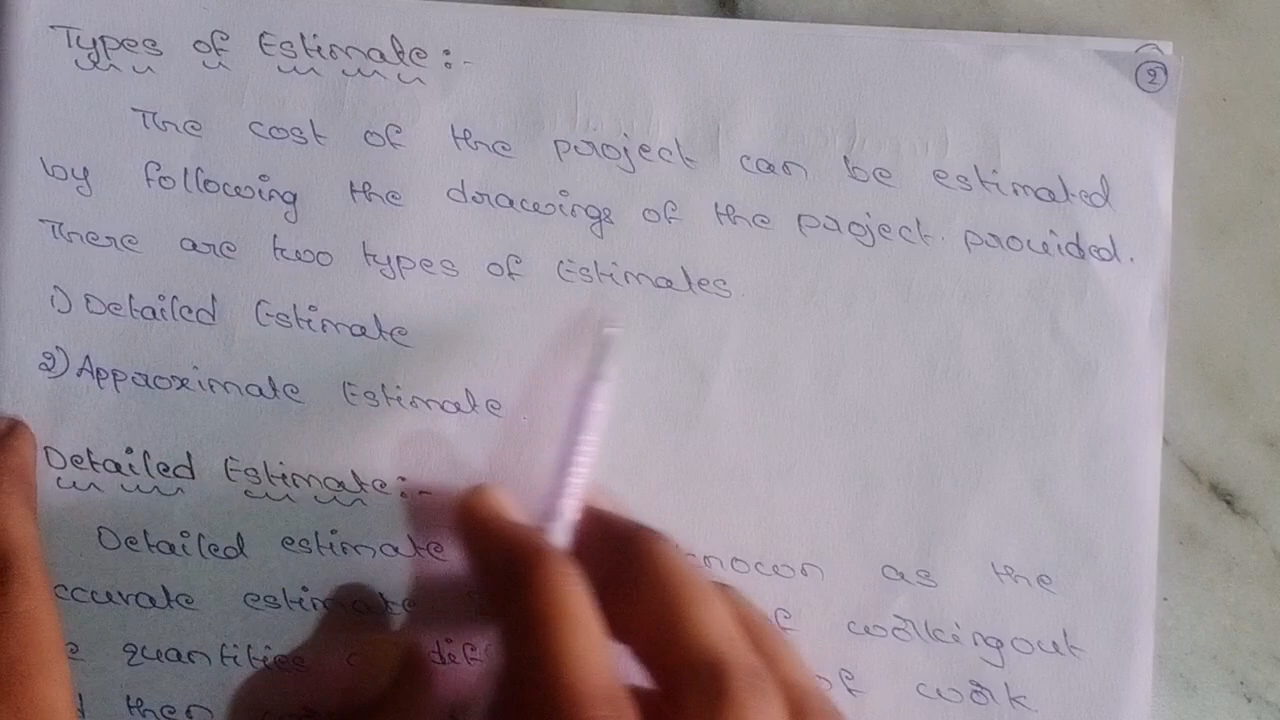 Types of Estimate:-
2
The cost of the project can be estimated
by following the drawings of the project provided.
There are two types of Estimates.
1) Detailed Estimate
2) Approximate Estimate.
Detailed Estimate:-
Detailed estimate as the
estimate working out
quantities of work.
then